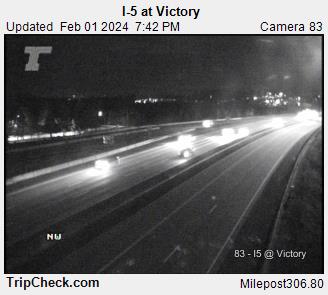 I-5 at Victory
Updated  Feb 01 2024  7:42 PM  Camera 83
T
NW
83 - I5 @ Victory
TripCheck.com  Milepost306.80